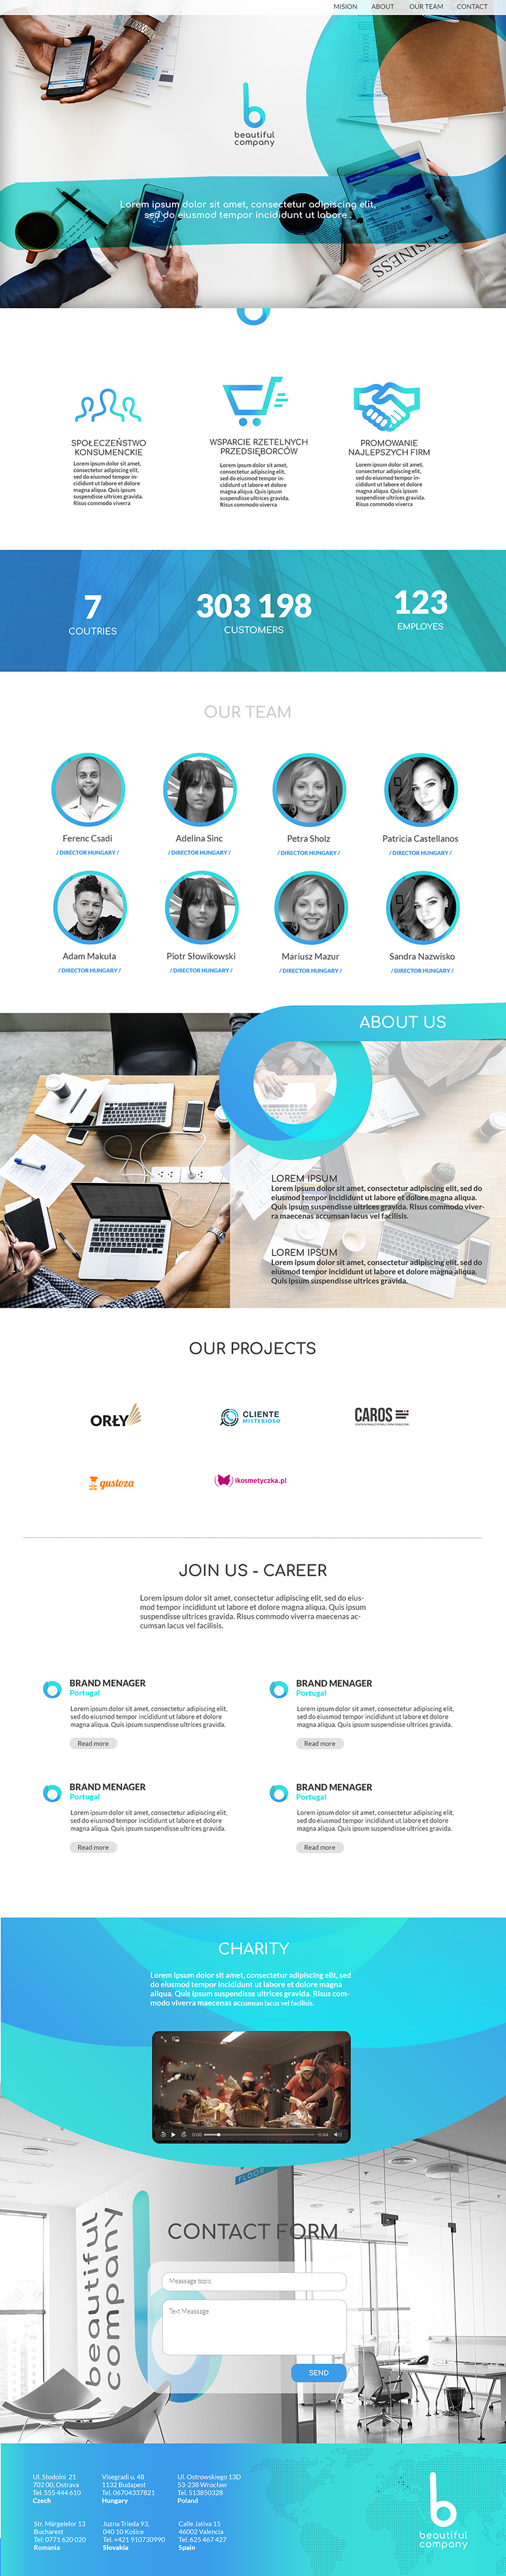 MISION ABOUT OUR TEAM CONTACT
beautiful
company
Lorem ipsum dolor sit amet, consectetur adipiscing elit,
sed do eiusmod tempor incididunt ut labore .
BUSINESS
SPOŁECZEŃSTWO
KONSUMENCKIE
Lorem ipsum dolor sit amet,
consectetur adipiscing elit,
sed do eiusmod tempor in-
cididunt ut labore et dolore
magna aliqua. Quis ipsum
suspendisse ultrices gravida.
Risus commodo viverra
WSPARCIE RZETELNYCH
PRZEDSIĘBORCÓW
Lorem ipsum dolor sit amet,
consectetur adipiscing elit,
sed do eiusmod tempor in-
cididunt ut labore et dolore
magna aliqua. Quis ipsum
suspendisse ultrices gravida.
Risus commodo viverra
PROMOWANIE
NAJLEPSZYCH FIRM
Lorem ipsum dolor sit amet,
consectetur adipiscing elit,
sed do eiusmod tempor in-
cididunt ut labore et dolore
magna aliqua. Quis ipsum
suspendisse ultrices gravida.
Risus commodo viverra
7
COUTRIES
303 198
CUSTOMERS
123
EMPLOYES
OUR TEAM
Ferenc Csadi
/ DIRECTOR HUNGARY /
Adelina Sinc
/ DIRECTOR HUNGARY /
Petra Sholz
/ DIRECTOR HUNGARY /
Patricia Castellanos
/ DIRECTOR HUNGARY /
Adam Makuła
/ DIRECTOR HUNGARY /
Piotr Słowikowski
/ DIRECTOR HUNGARY /
Mariusz Mazur
/ DIRECTOR HUNGARY /
Sandra Nazwisko
/ DIRECTOR HUNGARY /
ABOUT US
LOREM IPSUM
Lorem ipsum dolor sit amet, consectetur adipiscing elit, sed do
eiusmod tempor incididunt ut labore et dolore magna aliqua.
Quis ipsum suspendisse ultrices gravida. Risus commodo viver-
ra maecenas accumsan lacus vel facilisis.
LOREM IPSUM
Lorem ipsum dolor sit amet, consectetur adipiscing elit, sed do
eiusmod tempor incididunt ut labore et dolore magna aliqua.
Quis ipsum suspendisse ultrices gravida.
OUR PROJECTS
ORŁY
CLIENTE
MISTERIOSO
CAROS
gustoza
ikosmetyczka.pl
JOIN US - CAREER
Lorem ipsum dolor sit amet, consectetur adipiscing elit, sed do eius-
mod tempor incididunt ut labore et dolore magna aliqua. Quis ipsum
suspendisse ultrices gravida. Risus commodo viverra maecenas ac-
cumsan lacus vel facilisis.
BRAND MENAGER
Portugal
Lorem ipsum dolor sit amet, consectetur adipiscing elit,
sed do eiusmod tempor incididunt ut labore et dolore
magna aliqua. Quis ipsum suspendisse ultrices gravida.
Read more
BRAND MENAGER
Portugal
Lorem ipsum dolor sit amet, consectetur adipiscing elit,
sed do eiusmod tempor incididunt ut labore et dolore
magna aliqua. Quis ipsum suspendisse ultrices gravida.
Read more
BRAND MENAGER
Portugal
Lorem ipsum dolor sit amet, consectetur adipiscing elit,
sed do eiusmod tempor incididunt ut labore et dolore
magna aliqua. Quis ipsum suspendisse ultrices gravida.
Read more
BRAND MENAGER
Portugal
Lorem ipsum dolor sit amet, consectetur adipiscing elit,
sed do eiusmod tempor incididunt ut labore et dolore
magna aliqua. Quis ipsum suspendisse ultrices gravida.
Read more
CHARITY
Lorem ipsum dolor sit amet, consectetur adipiscing elit, sed
do eiusmod tempor incididunt ut labore et dolore magna
aliqua. Quis ipsum suspendisse ultrices gravida. Risus com-
modo viverra maecenas accumsan lacus vel facilisis.
0:06 -0:44
FLOOR
beautiful
company
CONTACT FORM
Meassage topic
Text Meassage
SEND
Ul. Stodolni 21
702 00, Ostrava
Tel. 555 444 610
Czech
Visegradi u. 48
1132 Budapest
Tel. 06704337821
Hungary
Ul. Ostrowskiego 13D
53-238 Wrocław
Tel. 513850328
Poland
Str. Märgelelor 13
Bucharest
Tel: 0771 620 020
Romania
Juzna Trieda 93,
040 10 Košice
Tel. +421 910730990
Slovakia
Calle Jativa 15
46002 Valencia
Tel. 625 467 427
Spain
beautiful
company